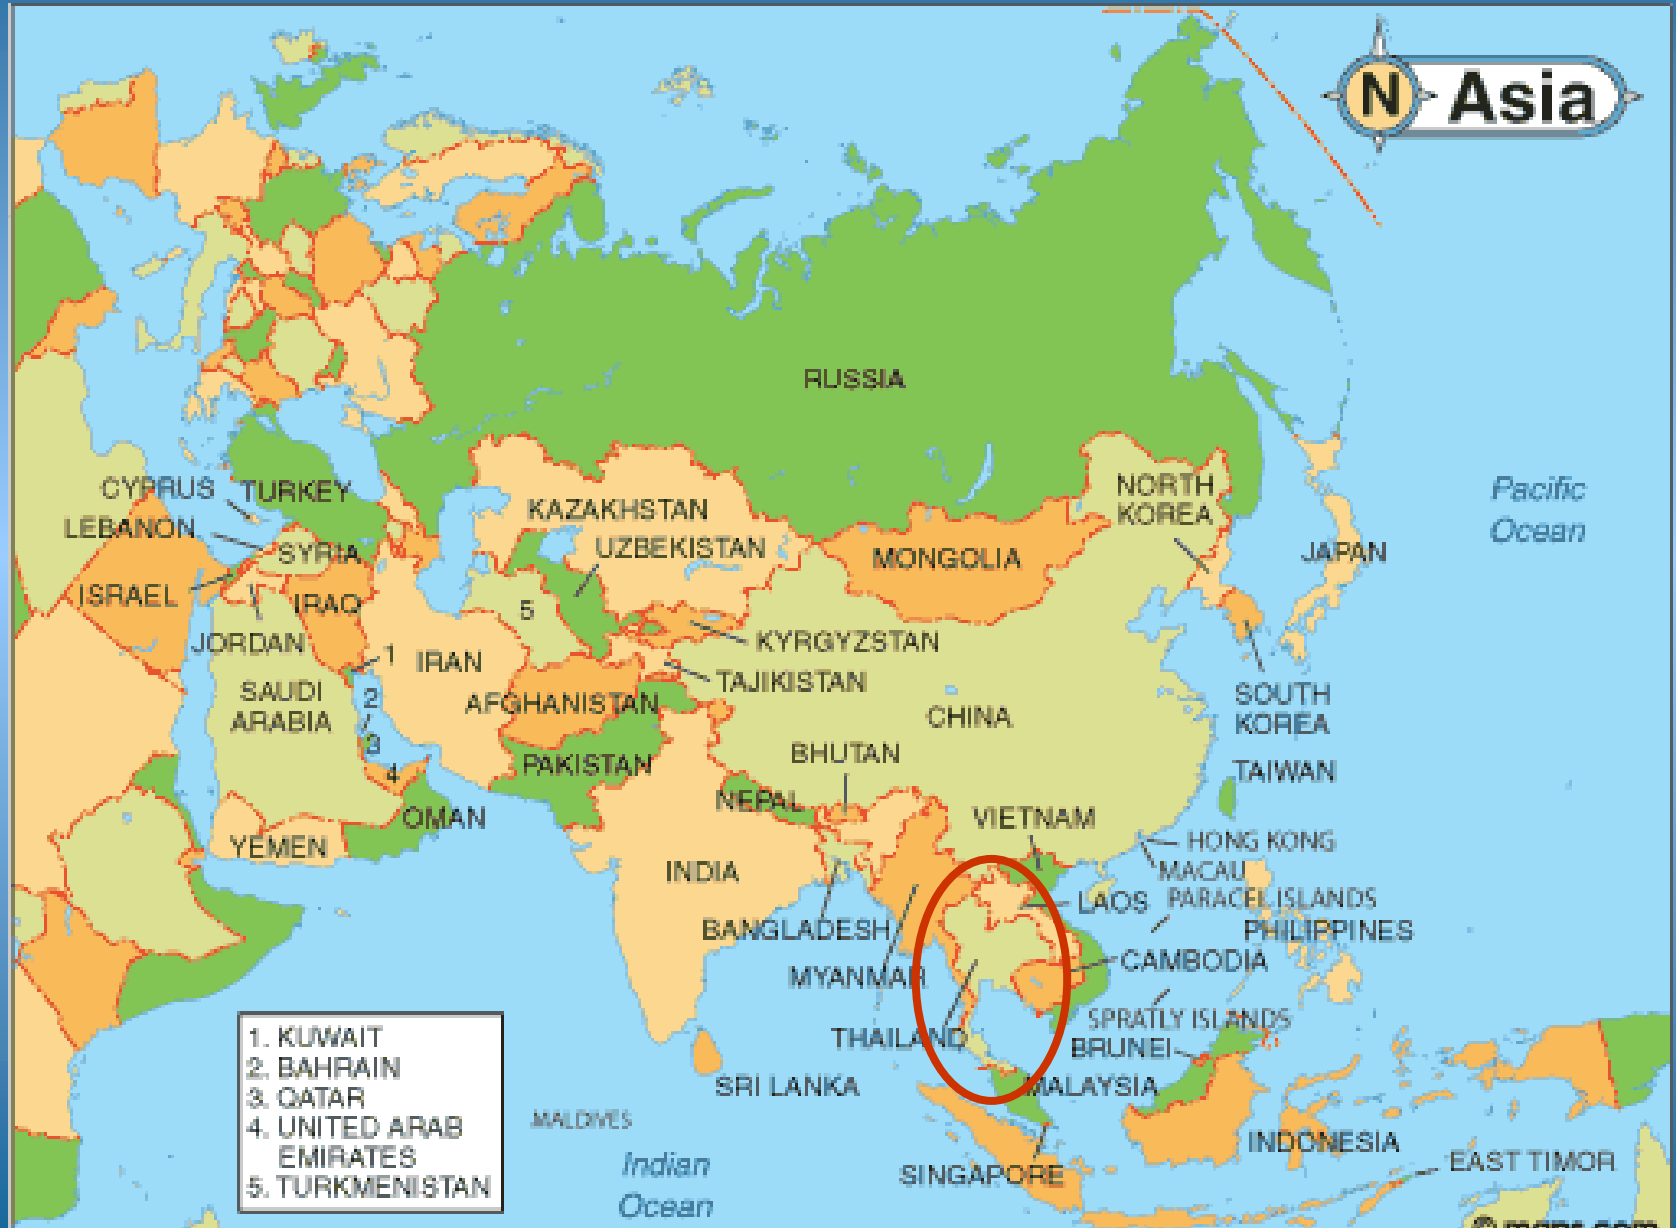 N Asia
RUSSIA
CYPRUS
TURKEY
NORTH
KOREA
Pacific
Ocean
LEBANON
KAZAKHSTAN
SYRIA
UZBEKISTAN
MONGOLIA
JAPAN
ISRAEL
IRAQ
5
JORDAN
1
IRAN
KYRGYZSTAN
TAJIKISTAN
SAUDI
ARABIA
2
AFGHANISTAN
CHINA
SOUTH
KOREA
3
4
PAKISTAN
BHUTAN
TAIWAN
NEPAL
OMAN
VIETNAM
YEMEN
HONG KONG
MACAU
INDIA
LAOS
PARACEL ISLANDS
BANGLADESH
PHILIPPINES
CAMBODIA
MYANMAR
SPRATLY ISLANDS
THAILAND
BRUNEI
SRI LANKA
MALAYSIA
MALDIVES
INDONESIA
Indian
Ocean
SINGAPORE
EAST TIMOR
1. KUWAIT
2. BAHRAIN
3. QATAR
4. UNITED ARAB
EMIRATES
5. TURKMENISTAN
© maps.com